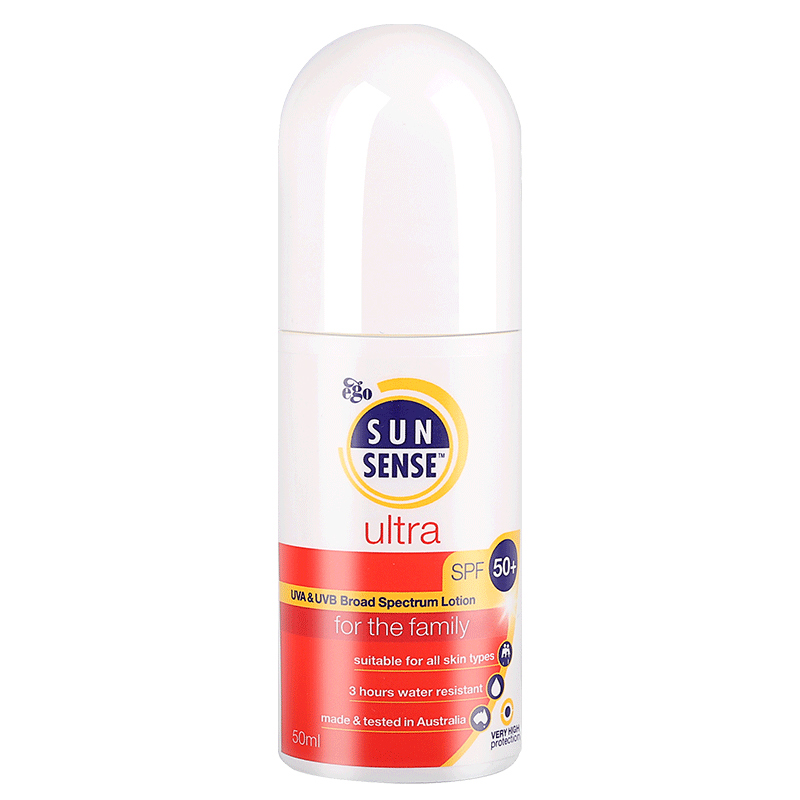 ego
SUN
SENSE™
ultra
SPF 50+
UVA & UVB Broad Spectrum Lotion
for the family
suitable for all skin types
3 hours water resistant
made & tested in Australia
50ml
VERY HIGH
protection